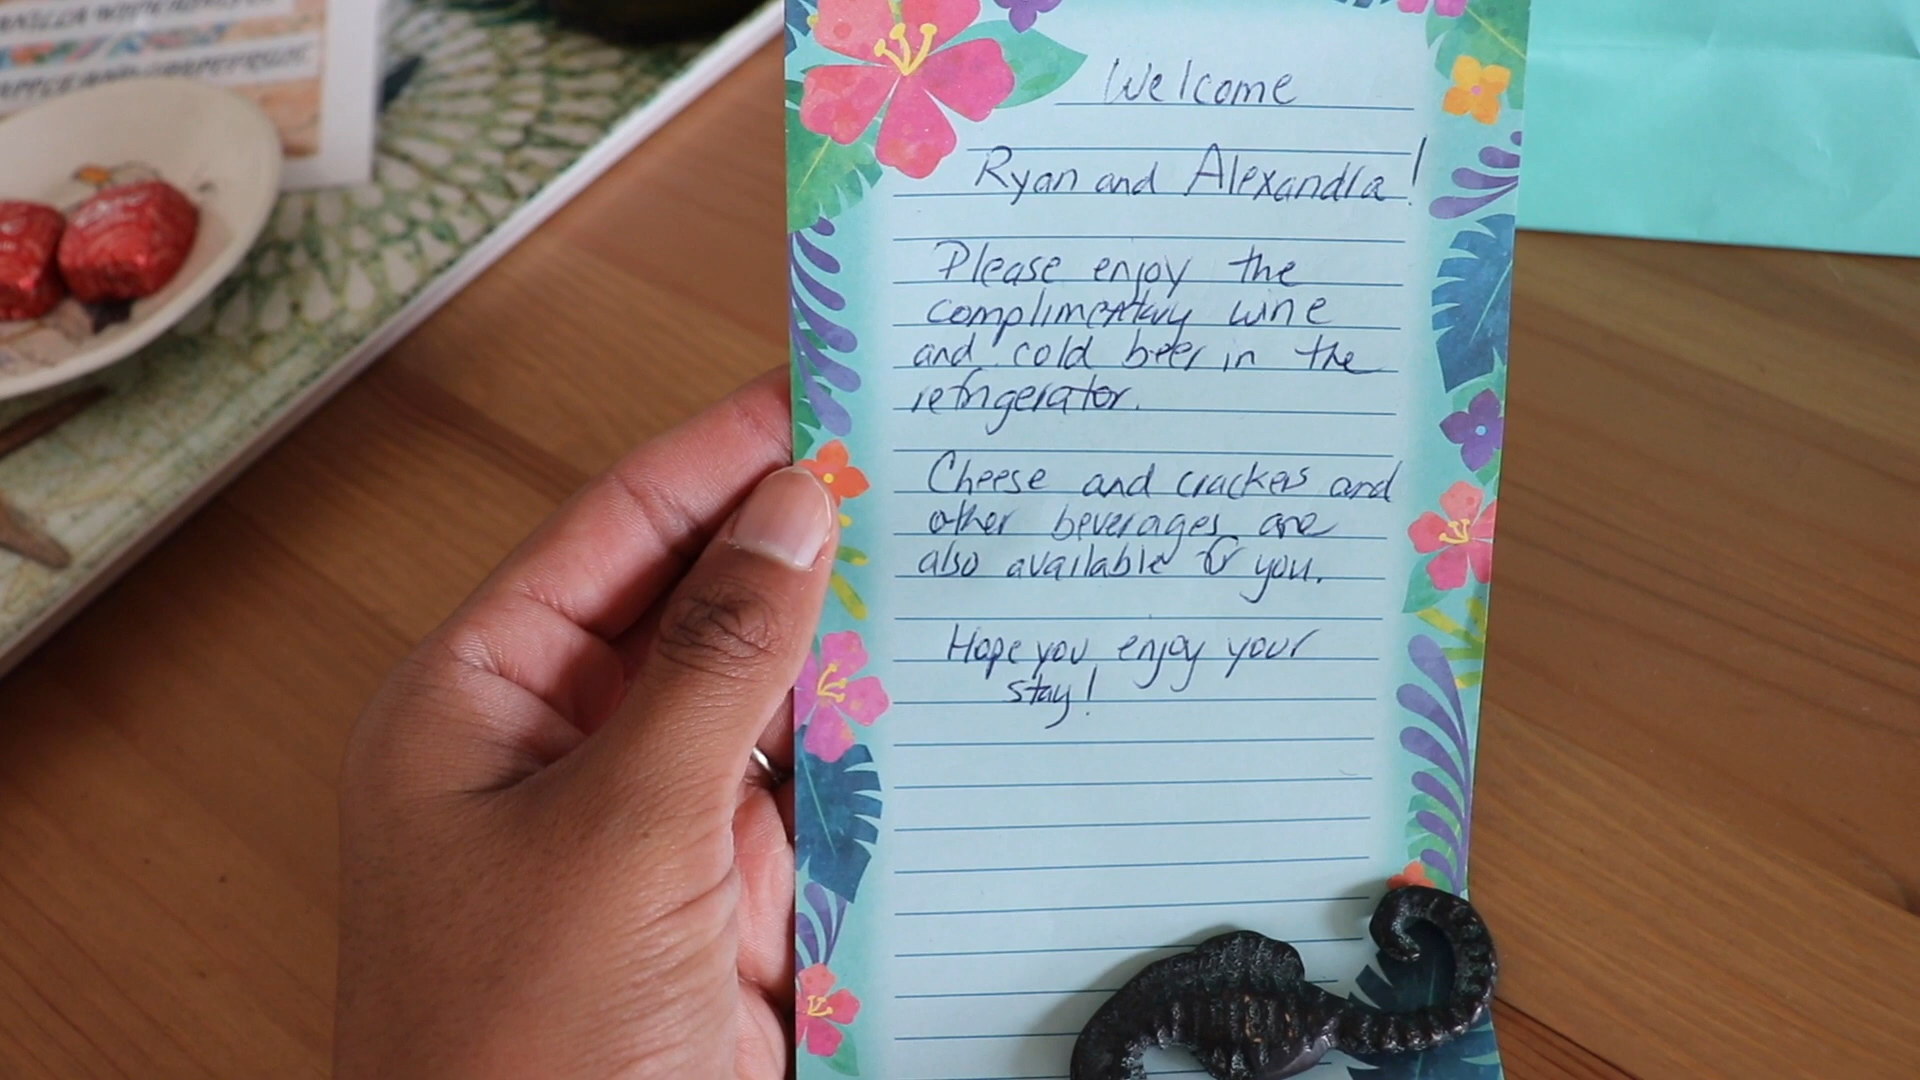 Welcome
Ryan and Alexandra!
Please enjoy the
complimentary wine
and cold beer in the
refrigerator.
Cheese and crackers and
other beverages are
also available to you.
Hope you enjoy your
stay!